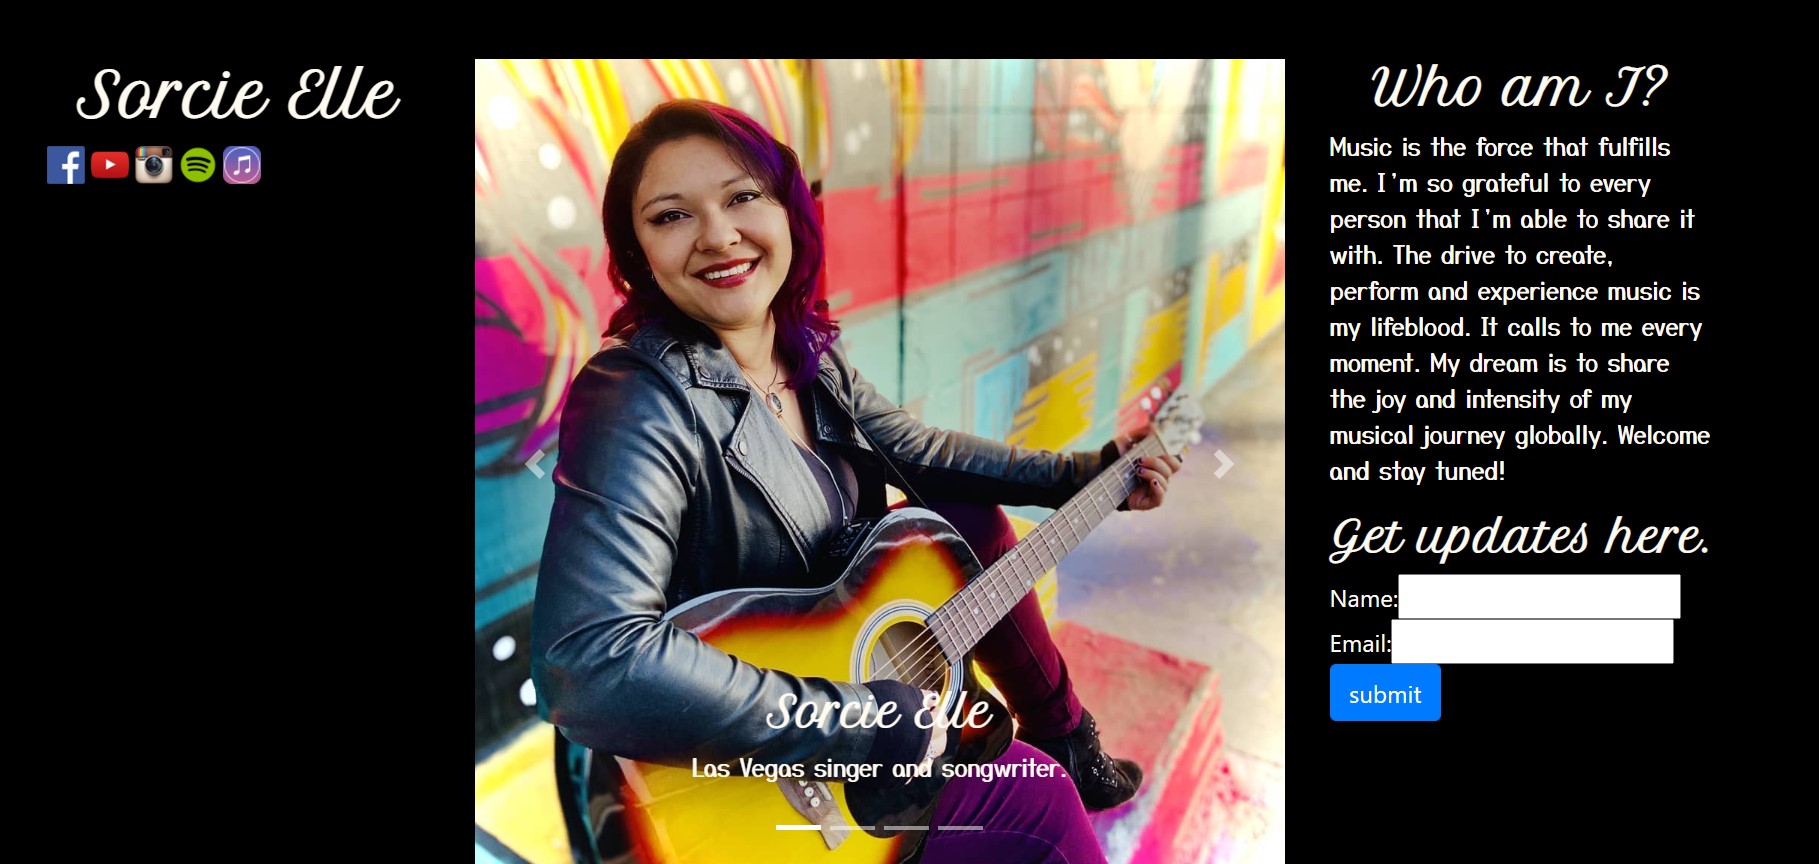 Sorcie Elle
Sorcie Elle
Las Vegas singer and songwriter.
Who am I?
Music is the force that fulfills
me. I'm so grateful to every
person that I'm able to share it
with. The drive to create,
perform and experience music is
my lifeblood. It calls to me every
moment. My dream is to share
the joy and intensity of my
musical journey globally. Welcome
and stay tuned!
Get updates here.
Name:
Email:
submit